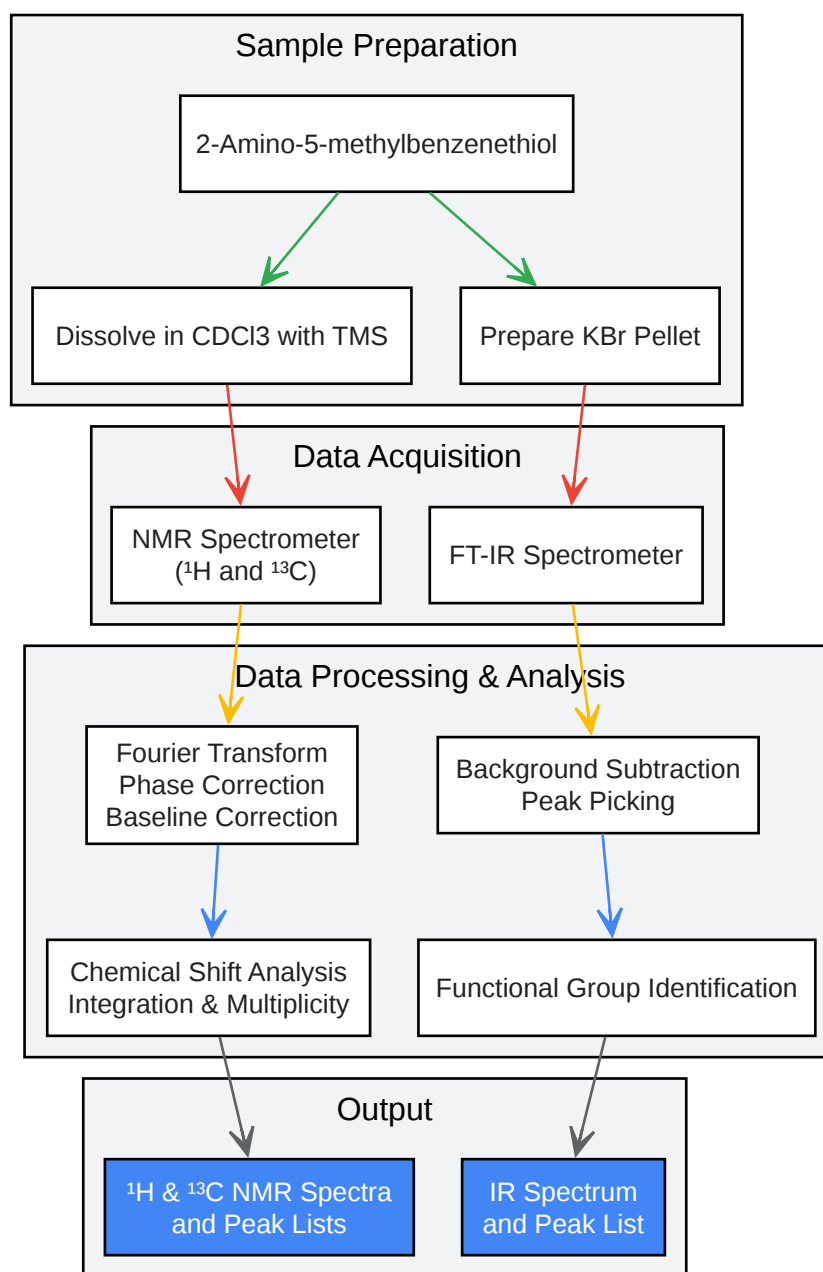 Sample Preparation
2-Amino-5-methylbenzenethiol
Dissolve in CDCl3 with TMS
Prepare KBr Pellet
Data Acquisition
NMR Spectrometer
(¹H and ¹³C)
FT-IR Spectrometer
Data Processing & Analysis
Fourier Transform
Phase Correction
Baseline Correction
Background Subtraction
Peak Picking
Chemical Shift Analysis
Integration & Multiplicity
Functional Group Identification
Output
¹H & ¹³C NMR Spectra
and Peak Lists
IR Spectrum
and Peak List